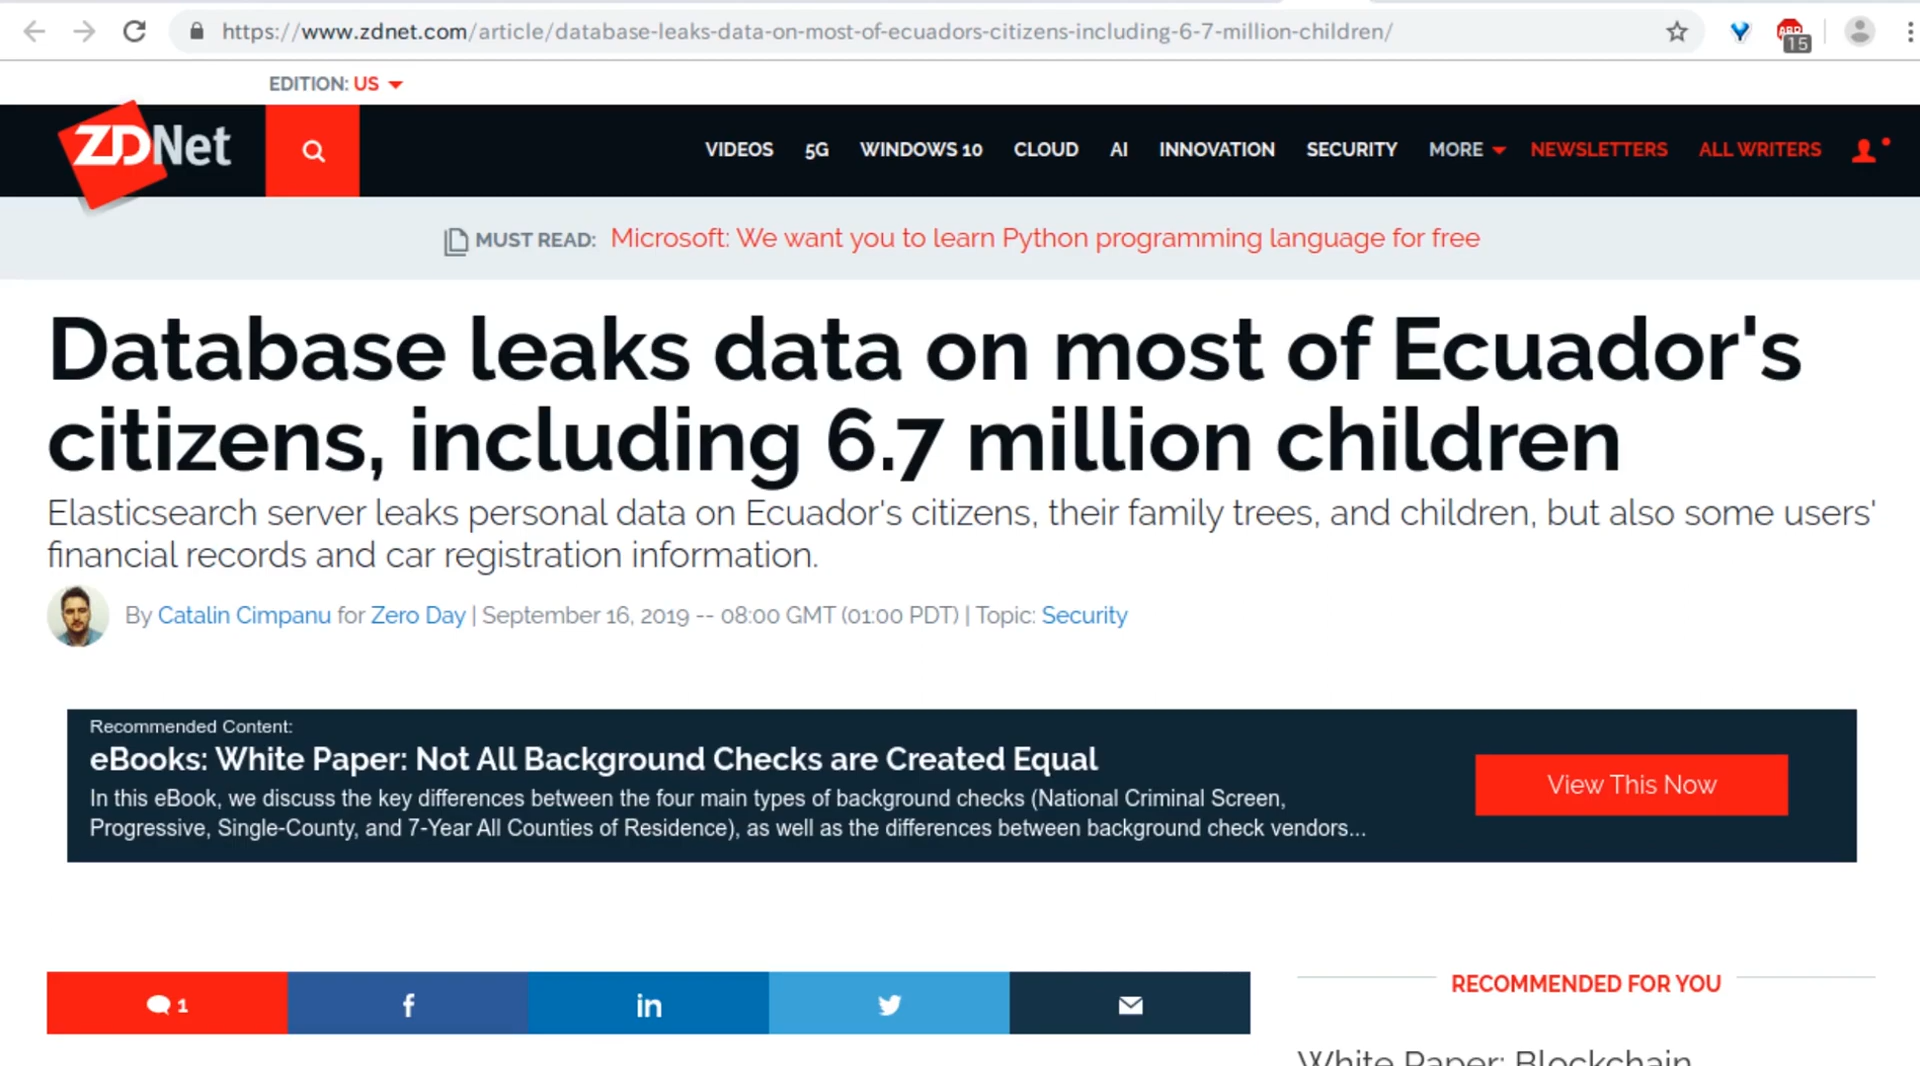 https://www.zdnet.com/article/database-leaks-data-on-most-of-ecuadors-citizens-including-6-7-million-children/
ABP
15
EDITION: US
ZDNet
VIDEOS 5G WINDOWS 10 CLOUD AI INNOVATION SECURITY MORE NEWSLETTERS ALL WRITERS
MUST READ: Microsoft: We want you to learn Python programming language for free
Database leaks data on most of Ecuador's
citizens, including 6.7 million children
Elasticsearch server leaks personal data on Ecuador's citizens, their family trees, and children, but also some users'
financial records and car registration information.
By Catalin Cimpanu for Zero Day | September 16, 2019 -- 08:00 GMT (01:00 PDT) | Topic: Security
Recommended Content:
eBooks: White Paper: Not All Background Checks are Created Equal
In this eBook, we discuss the key differences between the four main types of background checks (National Criminal Screen,
Progressive, Single-County, and 7-Year All Counties of Residence), as well as the differences between background check vendors...
View This Now
1
f
in
RECOMMENDED FOR YOU
White Paper: Blockchain